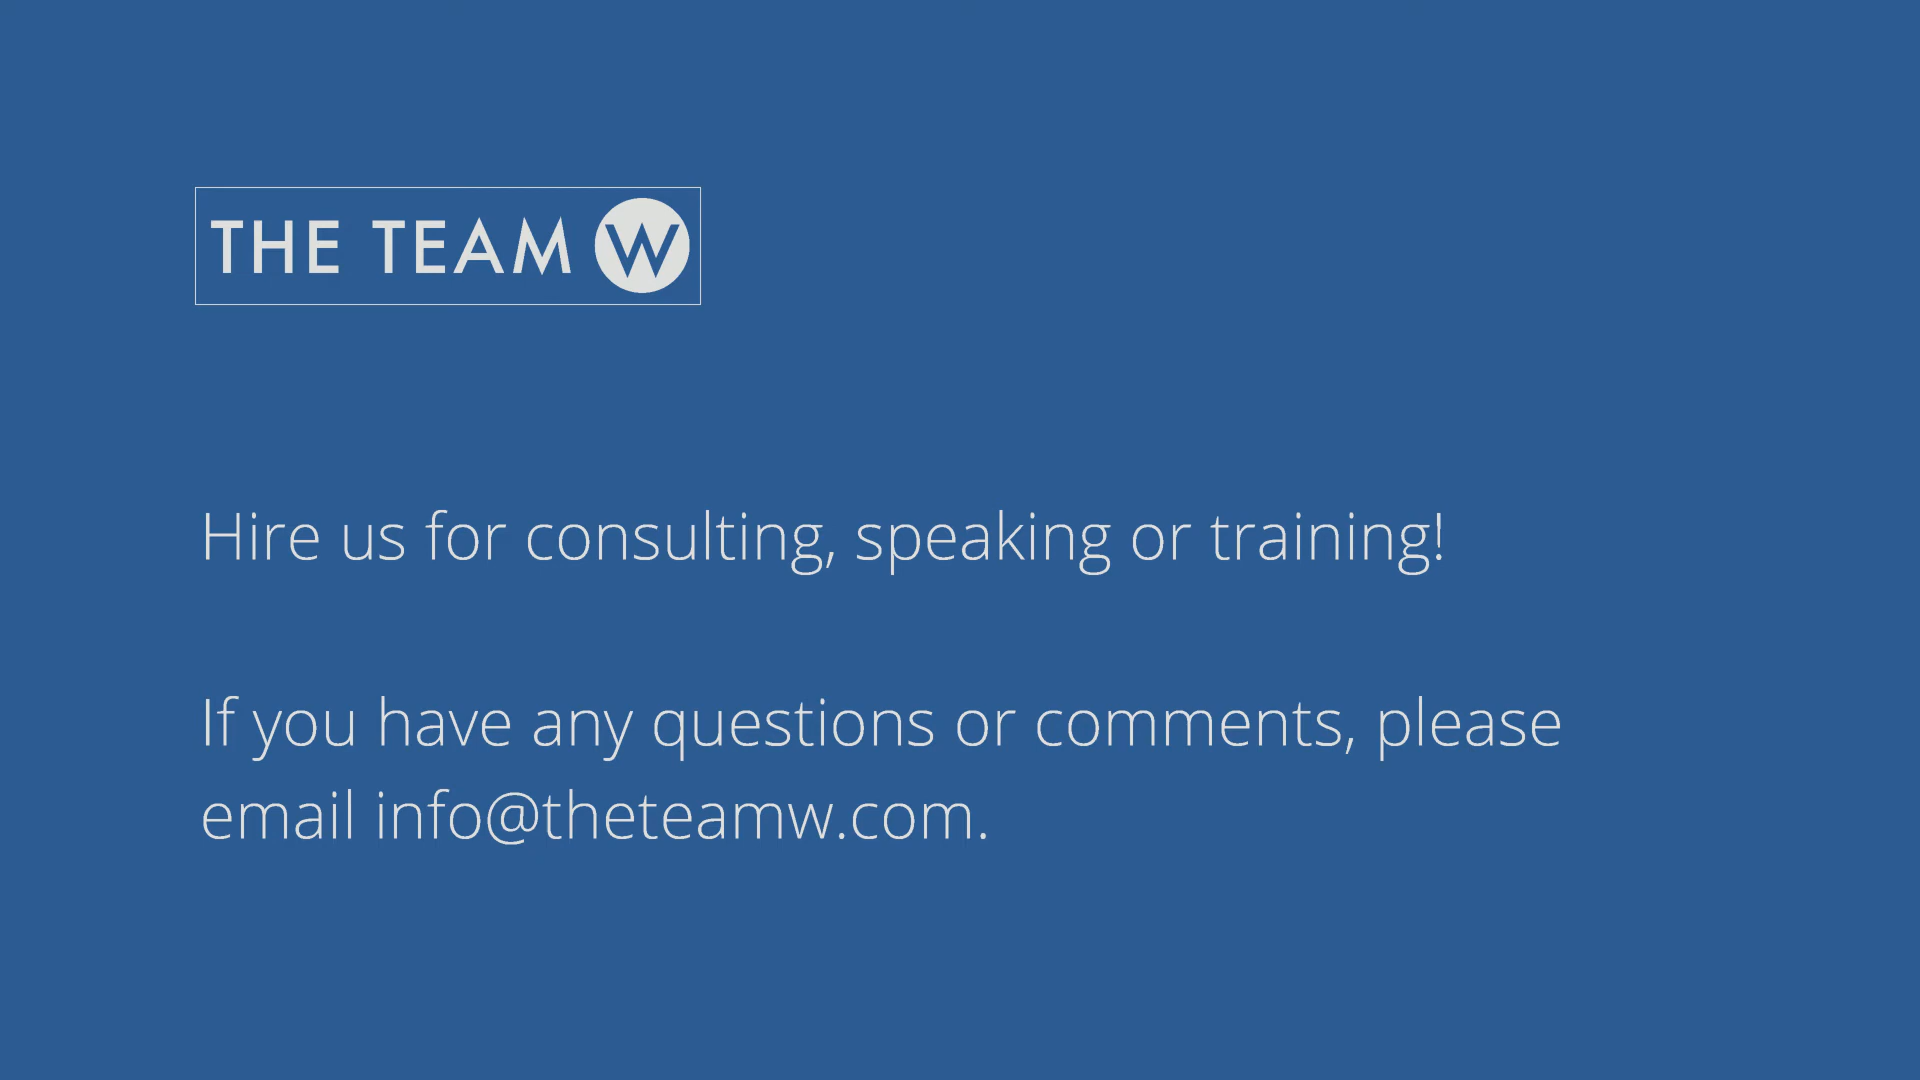 THE TEAM W
Hire us for consulting, speaking or training!
If you have any questions or comments, please
email info@theteamw.com.